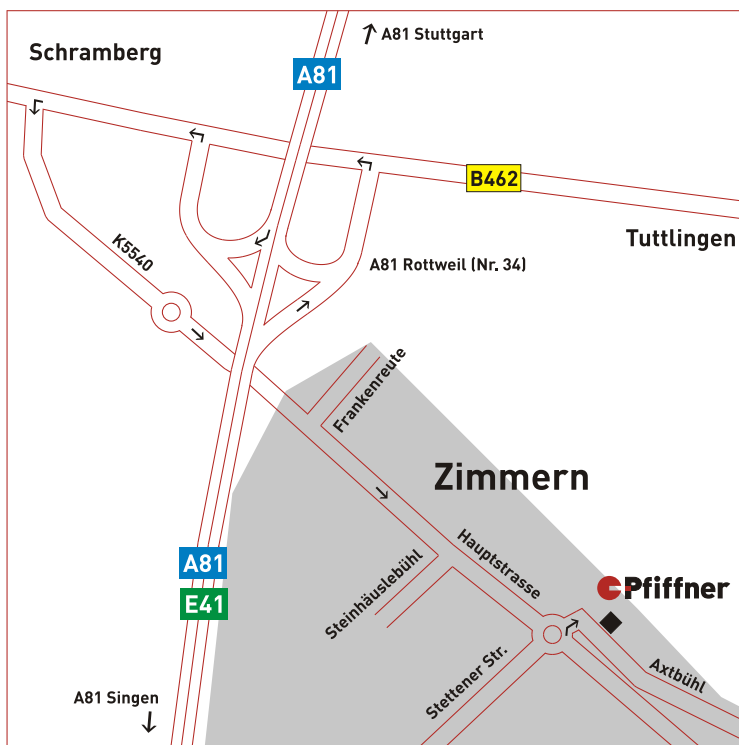 A81 Stuttgart
Schramberg
A81
B462
Tuttlingen
K5540
A81 Rottweil (Nr. 34)
Frankenreute
Zimmern
Hauptstrasse
A81
E41
Steinhäuslebühl
Pfiffner
Stettener Str.
Axtbühl
A81 Singen